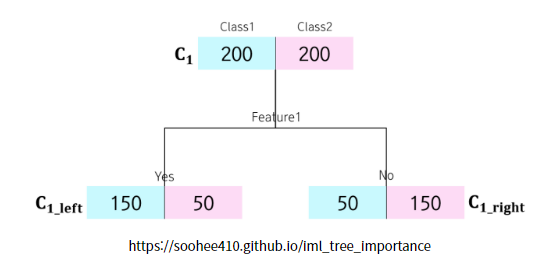 Class1 Class2
C1 200 200
Feature1
Yes No
C1_left 150 50 50 150 C1_right
https://soohee410.github.io/iml_tree_importance